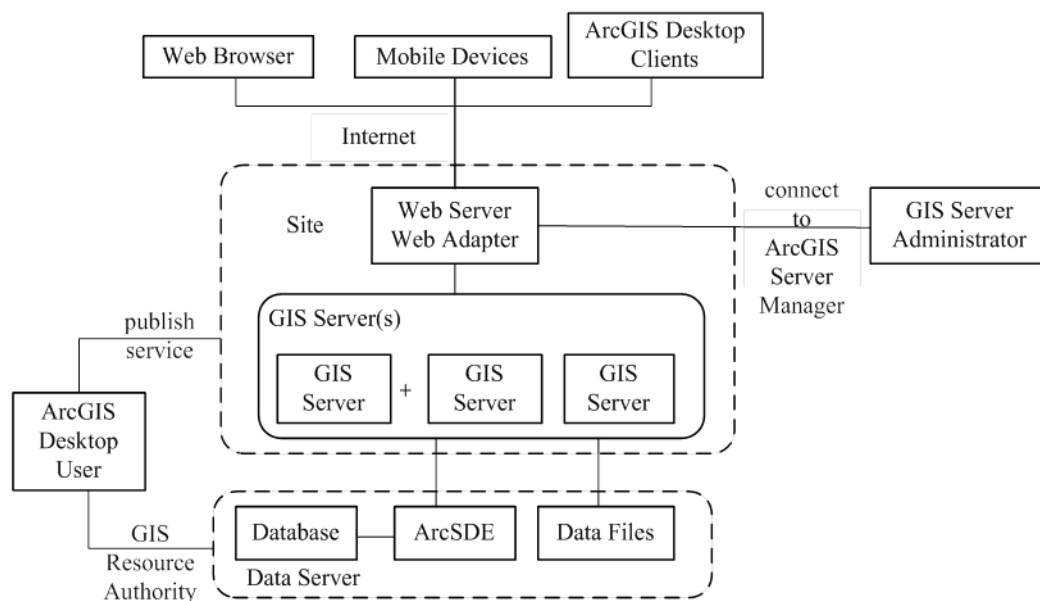 Web Browser
Mobile Devices
ArcGIS Desktop
Clients
Internet
Site
Web Server
Web Adapter
connect
to
ArcGIS
Server
Manager
GIS Server
Administrator
GIS Server(s)
GIS
Server
+
GIS
Server
GIS
Server
publish
service
ArcGIS
Desktop
User
GIS
Resource
Authority
Database
ArcSDE
Data Files
Data Server